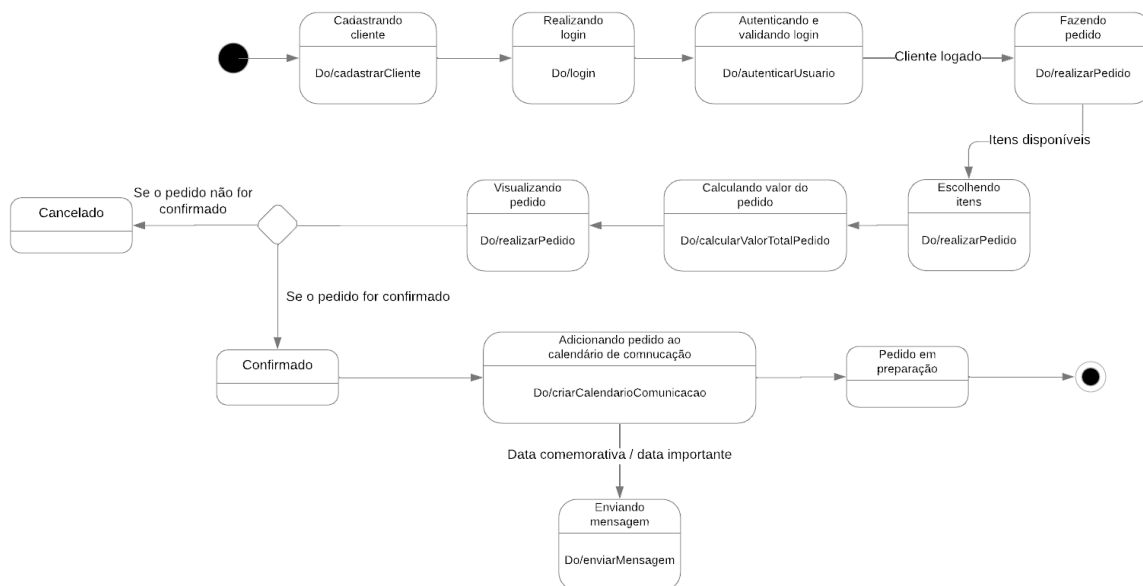 Cadastrando
cliente
Do/cadastrarCliente
Realizando
login
Do/login
Autenticando e
validando login
Do/autenticarUsuario
Cliente logado
Fazendo
pedido
Do/realizarPedido
Itens disponíveis
Escolhendo
itens
Do/realizarPedido
Calculando valor do
pedido
Do/calcularValorTotalPedido
Visualizando
pedido
Do/realizarPedido
Se o pedido não for
confirmado
Cancelado
Se o pedido for confirmado
Confirmado
Adicionando pedido ao
calendário de comnucação
Do/criarCalendarioComunicacao
Pedido em
preparação
Data comemorativa / data importante
Enviando
mensagem
Do/enviarMensagem